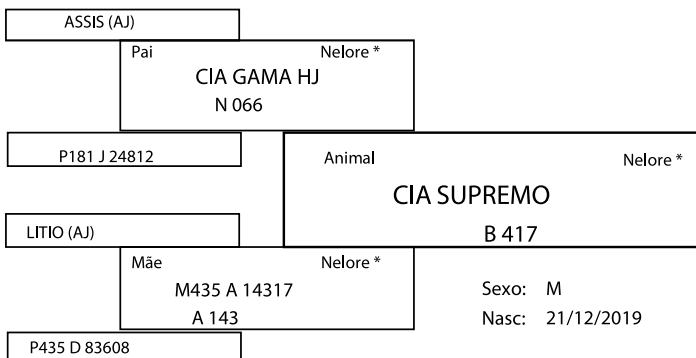 ASSIS (AJ)
Pai Nelore *
CIA GAMA HJ
N 066
P181 J 24812
Animal Nelore *
CIA SUPREMO
B 417
LITIO (AJ)
Mãe Nelore *
M435 A 14317
A 143
Sexo: M
Nasc: 21/12/2019
P435 D 83608